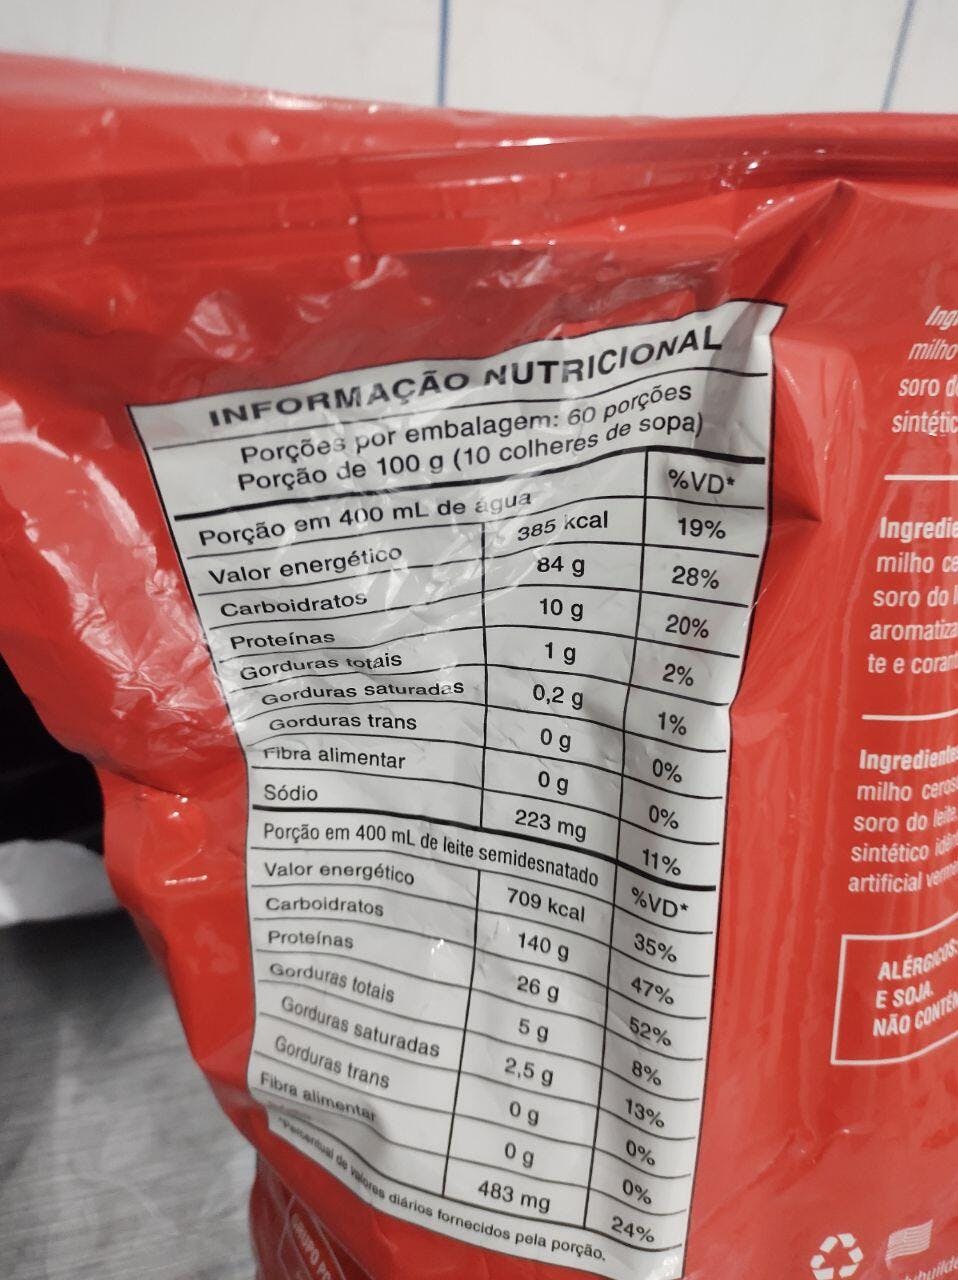 INFORMAÇÃO NUTRICIONAL
Porções por embalagem: 60 porções
Porção de 100 g (10 colheres de sopa)
Porção em 400 mL de água %VD*
Valor energético 385 kcal 19%
Carboidratos 84 g 28%
Proteínas 10 g 20%
Gorduras totais 1 g 2%
Gorduras saturadas 0,2 g 1%
Gorduras trans 0 g 0%
Fibra alimentar 0 g 0%
Sódio 223 mg 11%
Porção em 400 mL de leite semidesnatado %VD*
Valor energético 709 kcal 35%
Carboidratos 140 g 47%
Proteínas 26 g 52%
Gorduras totais 5 g 8%
Gorduras saturadas 2,5 g 13%
Gorduras trans 0 g 0%
Fibra alimentar 0 g 0%
483 mg 24%
*Percentual de valores diários fornecidos pela porção.
GRUPO
milho
soro
Ingredie
milho
soro do
aromatiza
te e corant
Ingredientes
milho ceros
soro do leite,
sintético
artificial
ALÉRGICOS:
E SOJA.
NÃO CONTÉM